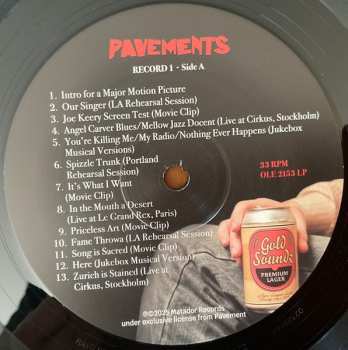 PAVEMENTS
RECORD 1 - Side A
1. Intro for a Major Motion Picture
2. Our Singer (LA Rehearsal Session)
3. Joe Keery Screen Test (Movie Clip)
4. Angel Carver Blues/Mellow Jazz Docent (Live at Cirkus, Stockholm)
5. You're Killing Me/My Radio/Nothing Ever Happens (Jukebox
Musical Versions)
6. Spizzle Trunk (Portland
Rehearsal Session)
7. It's What I Want
(Movie Clip)
8. In the Mouth a Desert
(Live at Le Grand Rex, Paris)
9. Priceless Art (Movie Clip)
10. Fame Throwa (LA Rehearsal Session)
11. Song is Sacred (Movie Clip)
12. Here (Jukebox Musical Version)
13. Zurich is Stained (Live at
Cirkus, Stockholm)
33 RPM
OLE 2153 LP
Gold
Soundz
PREMIUM
LAGER
℗©2025 Matador Records
under exclusive license from Pavement